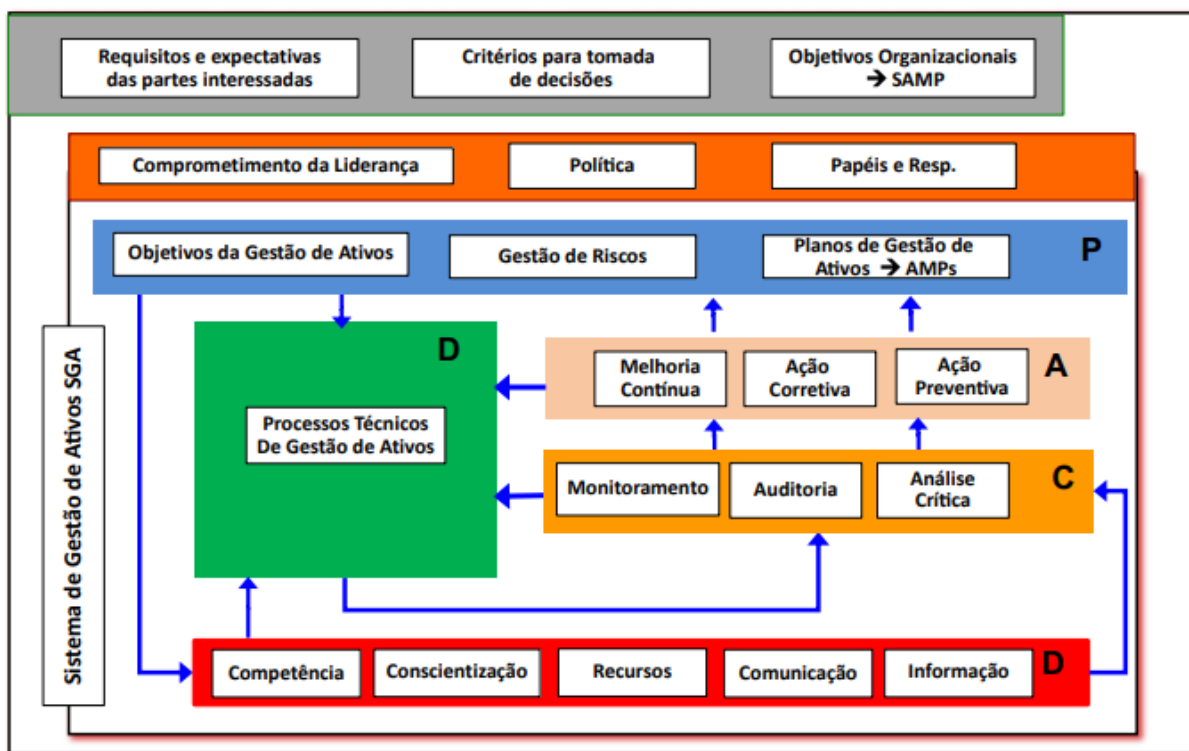 Requisitos e expectativas
das partes interessadas
Critérios para tomada
de decisões
Objetivos Organizacionais
➔ SAMP
Comprometimento da Liderança
Política
Papéis e Resp.
Objetivos da Gestão de Ativos
Gestão de Riscos
Planos de Gestão de
Ativos ➔ AMPs
P
Sistema de Gestão de Ativos SGA
D
Processos Técnicos
De Gestão de Ativos
Melhoria
Contínua
Ação
Corretiva
Ação
Preventiva
A
Monitoramento
Auditoria
Análise
Crítica
C
Competência
Conscientização
Recursos
Comunicação
Informação
D